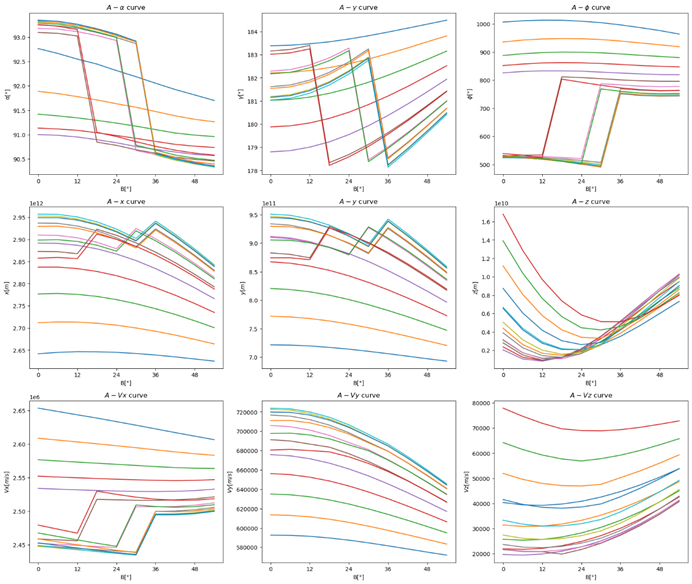 A − α curve
A − γ curve
A − ϕ curve
93.0
92.5
92.0
91.5
91.0
90.5
α[°]
0 12 24 36 48
B[°]
184
183
182
181
180
179
178
γ[°]
0 12 24 36 48
B[°]
1000
900
800
700
600
500
ϕ[°]
0 12 24 36 48
B[°]
A − x curve
A − y curve
A − z curve
1e12
2.95
2.90
2.85
2.80
2.75
2.70
2.65
x[m]
0 12 24 36 48
B[°]
1e11
9.5
9.0
8.5
8.0
7.5
7.0
y[m]
0 12 24 36 48
B[°]
1e10
1.6
1.4
1.2
1.0
0.8
0.6
0.4
0.2
z[m]
0 12 24 36 48
B[°]
A − Vx curve
A − Vy curve
A − Vz curve
1e6
2.65
2.60
2.55
2.50
2.45
Vx[m/s]
0 12 24 36 48
B[°]
720000
700000
680000
660000
640000
620000
600000
580000
Vy[m/s]
0 12 24 36 48
B[°]
80000
70000
60000
50000
40000
30000
20000
Vz[m/s]
0 12 24 36 48
B[°]